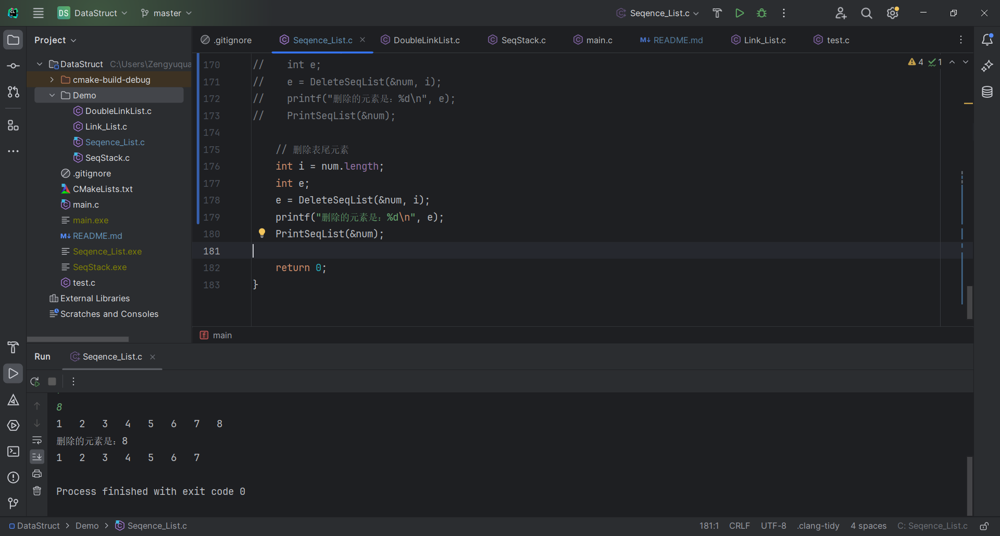 DS DataStruct master Seqence_List.c
Project
.gitignore Seqence_List.c DoubleLinkList.c SeqStack.c main.c M↓ README.md Link_List.c test.c
DataStruct C:\Users\Zengyuqua
cmake-build-debug
Demo
DoubleLinkList.c
Link_List.c
Seqence_List.c
SeqStack.c
.gitignore
CMakeLists.txt
main.c
main.exe
M↓ README.md
Seqence_List.exe
SeqStack.exe
test.c
External Libraries
Scratches and Consoles
4 1
170 //    int e;
171 //    e = DeleteSeqList(&num, i);
172 //    printf("删除的元素是：%d\n", e);
173 //    PrintSeqList(&num);
174
175     // 删除表尾元素
176     int i = num.length;
177     int e;
178     e = DeleteSeqList(&num, i);
179     printf("删除的元素是：%d\n", e);
180     PrintSeqList(&num);
181
182     return 0;
183 }
f main
Run Seqence_List.c
8
1 2 3 4 5 6 7 8
删除的元素是：8
1 2 3 4 5 6 7
Process finished with exit code 0
DataStruct > Demo > Seqence_List.c
181:1 CRLF UTF-8 .clang-tidy 4 spaces C: Seqence_List.c